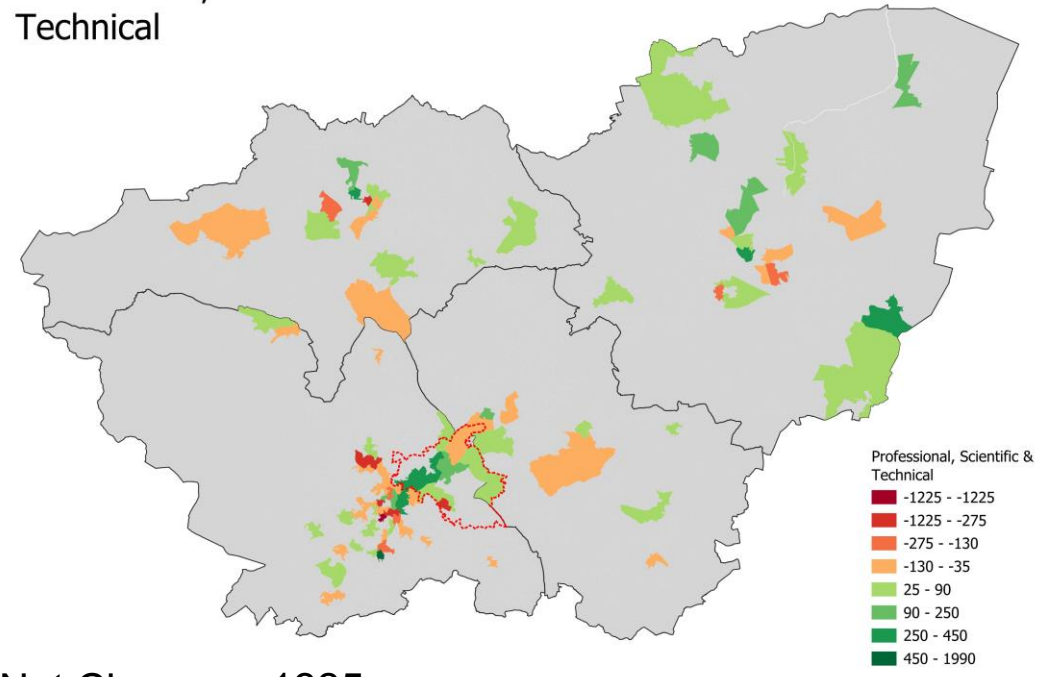 Technical
Professional, Scientific &
Technical
-1225 - -1225
-1225 - -275
-275 - -130
-130 - -35
25 - 90
90 - 250
250 - 450
450 - 1990